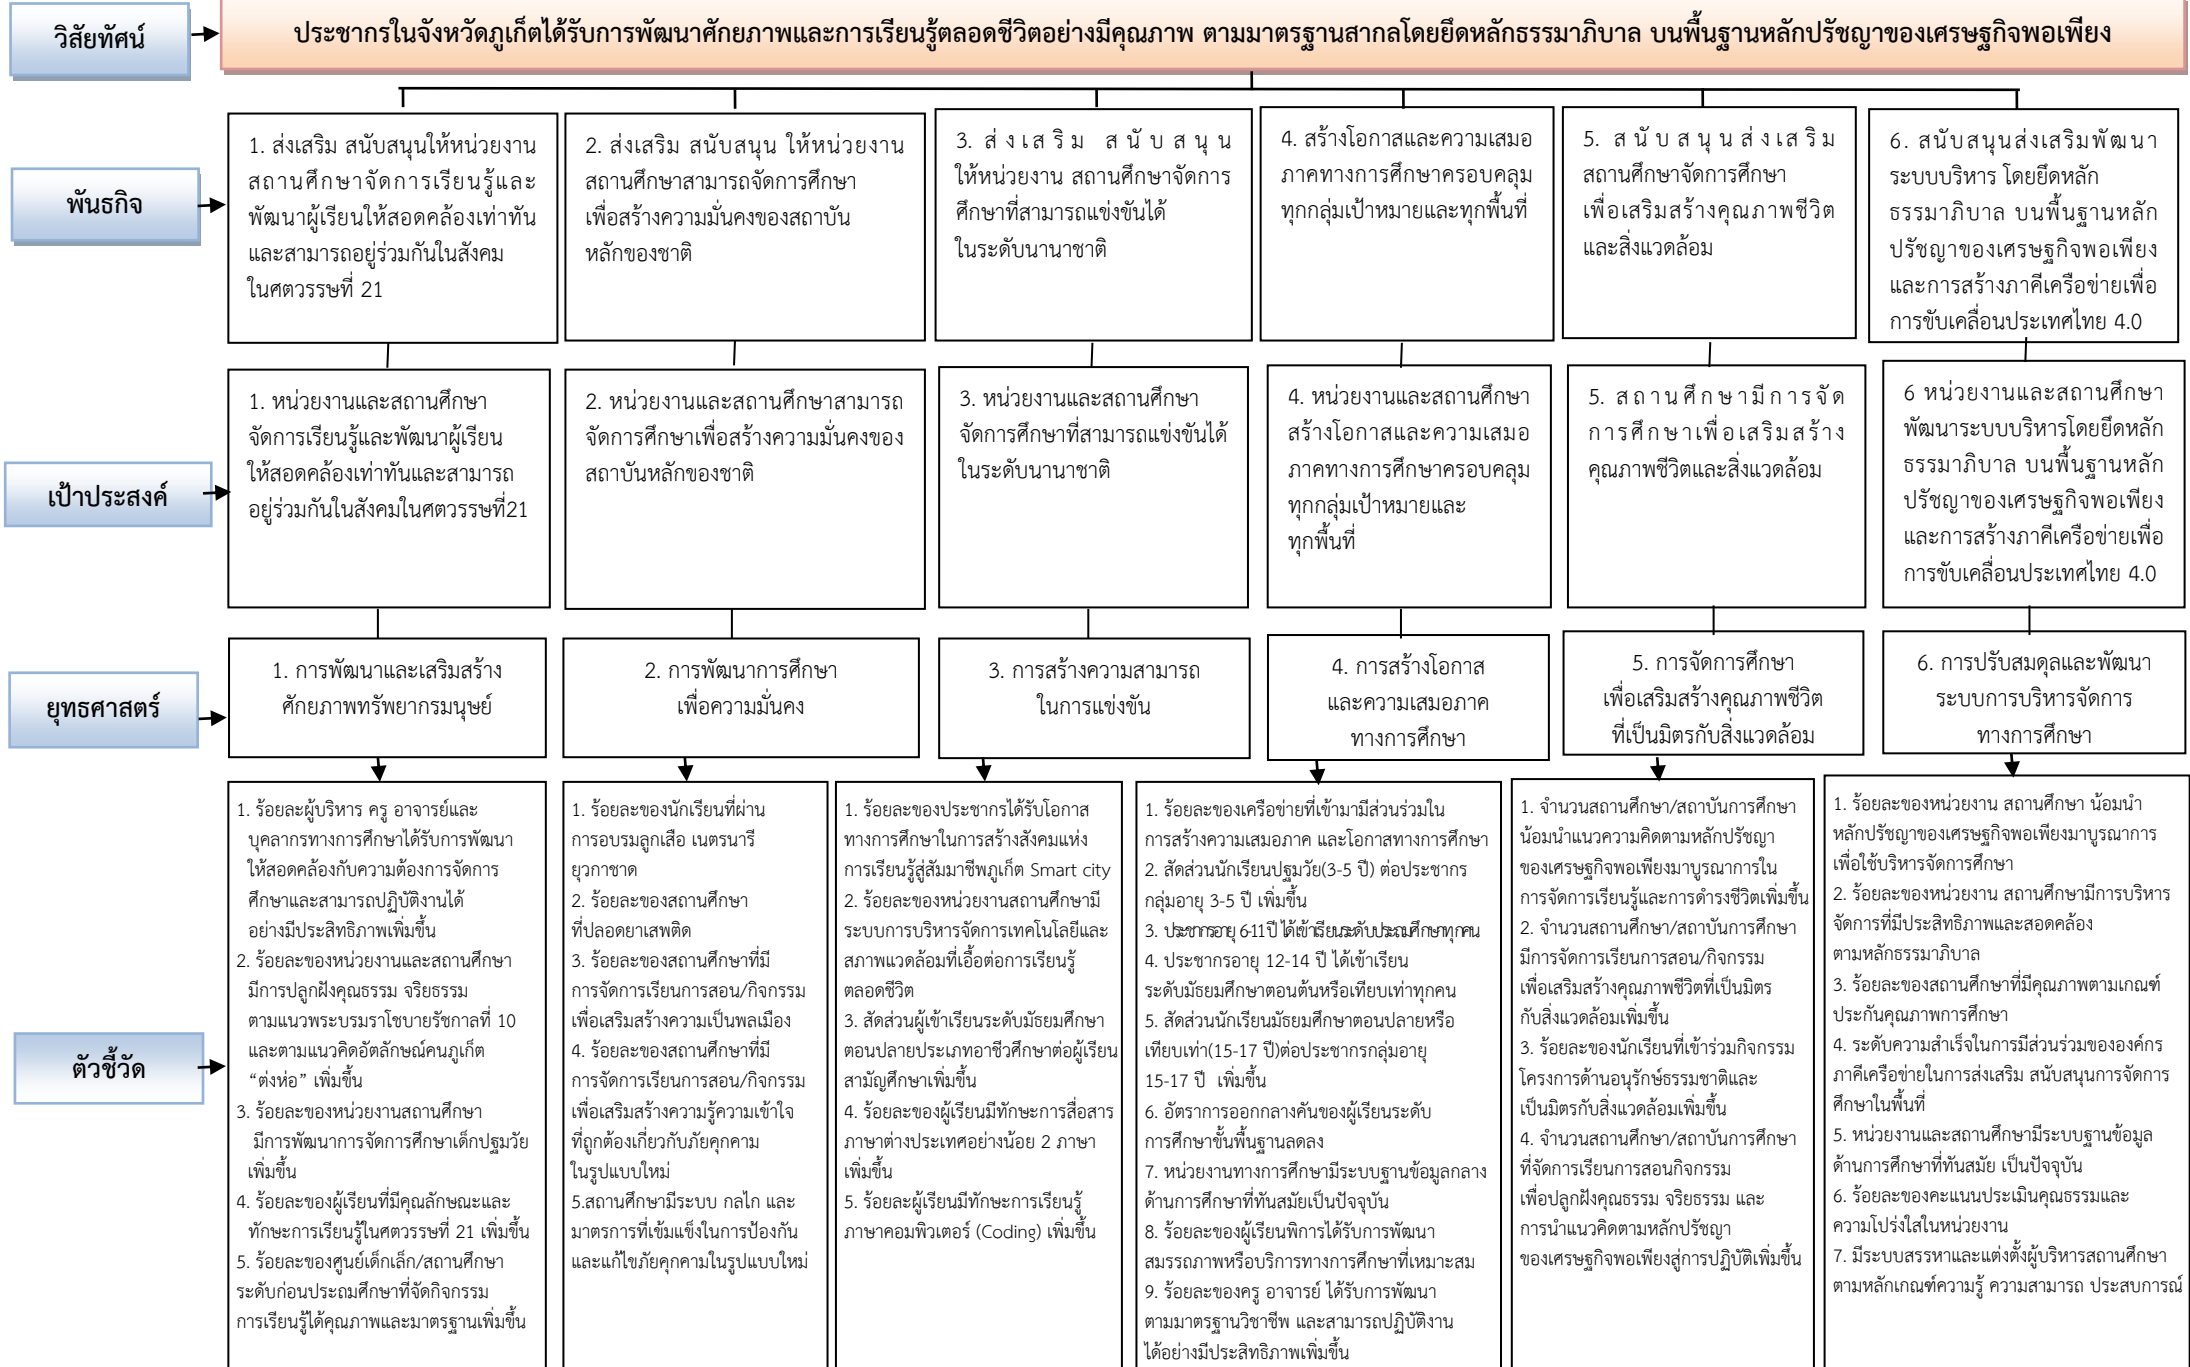 วิสัยทัศน์
ประชากรในจังหวัดภูเก็ตได้รับการพัฒนาศักยภาพและการเรียนรู้ตลอดชีวิตอย่างมีคุณภาพ ตามมาตรฐานสากลโดยยึดหลักธรรมาภิบาล บนพื้นฐานหลักปรัชญาของเศรษฐกิจพอเพียง
พันธกิจ
1. ส่งเสริม สนับสนุนให้หน่วยงาน
สถานศึกษาจัดการเรียนรู้และ
พัฒนาผู้เรียนให้สอดคล้องเท่าทัน
และสามารถอยู่ร่วมกันในสังคม
ในศตวรรษที่ 21
2. ส่งเสริม สนับสนุน ให้หน่วยงาน
สถานศึกษาสามารถจัดการศึกษา
เพื่อสร้างความมั่นคงของสถาบัน
หลักของชาติ
3. ส่งเสริม สนับสนุน
ให้หน่วยงาน สถานศึกษาจัดการ
ศึกษาที่สามารถแข่งขันได้
ในระดับนานาชาติ
4. สร้างโอกาสและความเสมอ
ภาคทางการศึกษาครอบคลุม
ทุกกลุ่มเป้าหมายและทุกพื้นที่
5. สนับสนุนส่งเสริม
สถานศึกษาจัดการศึกษา
เพื่อเสริมสร้างคุณภาพชีวิต
และสิ่งแวดล้อม
6. สนับสนุนส่งเสริมพัฒนา
ระบบบริหาร โดยยึดหลัก
ธรรมาภิบาล บนพื้นฐานหลัก
ปรัชญาของเศรษฐกิจพอเพียง
และการสร้างภาคีเครือข่ายเพื่อ
การขับเคลื่อนประเทศไทย 4.0
เป้าประสงค์
1. หน่วยงานและสถานศึกษา
จัดการเรียนรู้และพัฒนาผู้เรียน
ให้สอดคล้องเท่าทันและสามารถ
อยู่ร่วมกันในสังคมในศตวรรษที่21
2. หน่วยงานและสถานศึกษาสามารถ
จัดการศึกษาเพื่อสร้างความมั่นคงของ
สถาบันหลักของชาติ
3. หน่วยงานและสถานศึกษา
จัดการศึกษาที่สามารถแข่งขันได้
ในระดับนานาชาติ
4. หน่วยงานและสถานศึกษา
สร้างโอกาสและความเสมอ
ภาคทางการศึกษาครอบคลุม
ทุกกลุ่มเป้าหมายและ
ทุกพื้นที่
5. สถานศึกษามีการจัด
การศึกษาเพื่อเสริมสร้าง
คุณภาพชีวิตและสิ่งแวดล้อม
6 หน่วยงานและสถานศึกษา
พัฒนาระบบบริหารโดยยึดหลัก
ธรรมาภิบาล บนพื้นฐานหลัก
ปรัชญาของเศรษฐกิจพอเพียง
และการสร้างภาคีเครือข่ายเพื่อ
การขับเคลื่อนประเทศไทย 4.0
ยุทธศาสตร์
1. การพัฒนาและเสริมสร้าง
ศักยภาพทรัพยากรมนุษย์
2. การพัฒนาการศึกษา
เพื่อความมั่นคง
3. การสร้างความสามารถ
ในการแข่งขัน
4. การสร้างโอกาส
และความเสมอภาค
ทางการศึกษา
5. การจัดการศึกษา
เพื่อเสริมสร้างคุณภาพชีวิต
ที่เป็นมิตรกับสิ่งแวดล้อม
6. การปรับสมดุลและพัฒนา
ระบบการบริหารจัดการ
ทางการศึกษา
ตัวชี้วัด
1. ร้อยละผู้บริหาร ครู อาจารย์และ
บุคลากรทางการศึกษาได้รับการพัฒนา
ให้สอดคล้องกับความต้องการจัดการ
ศึกษาและสามารถปฏิบัติงานได้
อย่างมีประสิทธิภาพเพิ่มขึ้น
2. ร้อยละของหน่วยงานและสถานศึกษา
มีการปลูกฝังคุณธรรม จริยธรรม
ตามแนวพระบรมราโชบายรัชกาลที่ 10
และตามแนวคิดอัตลักษณ์คนภูเก็ต
“ต่งห่อ” เพิ่มขึ้น
3. ร้อยละของหน่วยงานสถานศึกษา
มีการพัฒนาการจัดการศึกษาเด็กปฐมวัย
เพิ่มขึ้น
4. ร้อยละของผู้เรียนที่มีคุณลักษณะและ
ทักษะการเรียนรู้ในศตวรรษที่ 21 เพิ่มขึ้น
5. ร้อยละของศูนย์เด็กเล็ก/สถานศึกษา
ระดับก่อนประถมศึกษาที่จัดกิจกรรม
การเรียนรู้ได้คุณภาพและมาตรฐานเพิ่มขึ้น
1. ร้อยละของนักเรียนที่ผ่าน
การอบรมลูกเสือ เนตรนารี
ยุวกาชาด
2. ร้อยละของสถานศึกษา
ที่ปลอดยาเสพติด
3. ร้อยละของสถานศึกษาที่มี
การจัดการเรียนการสอน/กิจกรรม
เพื่อเสริมสร้างความเป็นพลเมือง
4. ร้อยละของสถานศึกษาที่มี
การจัดการเรียนการสอน/กิจกรรม
เพื่อเสริมสร้างความรู้ความเข้าใจ
ที่ถูกต้องเกี่ยวกับภัยคุกคาม
ในรูปแบบใหม่
5.สถานศึกษามีระบบ กลไก และ
มาตรการที่เข้มแข็งในการป้องกัน
และแก้ไขภัยคุกคามในรูปแบบใหม่
1. ร้อยละของประชากรได้รับโอกาส
ทางการศึกษาในการสร้างสังคมแห่ง
การเรียนรู้สู่สัมมาชีพภูเก็ต Smart city
2. ร้อยละของหน่วยงานสถานศึกษามี
ระบบการบริหารจัดการเทคโนโลยีและ
สภาพแวดล้อมที่เอื้อต่อการเรียนรู้
ตลอดชีวิต
3. สัดส่วนผู้เข้าเรียนระดับมัธยมศึกษา
ตอนปลายประเภทอาชีวศึกษาต่อผู้เรียน
สามัญศึกษาเพิ่มขึ้น
4. ร้อยละของผู้เรียนมีทักษะการสื่อสาร
ภาษาต่างประเทศอย่างน้อย 2 ภาษา
เพิ่มขึ้น
5. ร้อยละผู้เรียนมีทักษะการเรียนรู้
ภาษาคอมพิวเตอร์ (Coding) เพิ่มขึ้น
1. ร้อยละของเครือข่ายที่เข้ามามีส่วนร่วมใน
การสร้างความเสมอภาค และโอกาสทางการศึกษา
2. สัดส่วนนักเรียนปฐมวัย(3-5 ปี) ต่อประชากร
กลุ่มอายุ 3-5 ปี เพิ่มขึ้น
3. ประชากรอายุ 6-11 ปี ได้เข้าเรียนระดับประถมศึกษาทุกคน
4. ประชากรอายุ 12-14 ปี ได้เข้าเรียน
ระดับมัธยมศึกษาตอนต้นหรือเทียบเท่าทุกคน
5. สัดส่วนนักเรียนมัธยมศึกษาตอนปลายหรือ
เทียบเท่า(15-17 ปี)ต่อประชากรกลุ่มอายุ
15-17 ปี เพิ่มขึ้น
6. อัตราการออกกลางคันของผู้เรียนระดับ
การศึกษาขั้นพื้นฐานลดลง
7. หน่วยงานทางการศึกษามีระบบฐานข้อมูลกลาง
ด้านการศึกษาที่ทันสมัยเป็นปัจจุบัน
8. ร้อยละของผู้เรียนพิการได้รับการพัฒนา
สมรรถภาพหรือบริการทางการศึกษาที่เหมาะสม
9. ร้อยละของครู อาจารย์ ได้รับการพัฒนา
ตามมาตรฐานวิชาชีพ และสามารถปฏิบัติงาน
ได้อย่างมีประสิทธิภาพเพิ่มขึ้น
1. จำนวนสถานศึกษา/สถาบันการศึกษา
น้อมนำแนวความคิดตามหลักปรัชญา
ของเศรษฐกิจพอเพียงมาบูรณาการใน
การจัดการเรียนรู้และการดำรงชีวิตเพิ่มขึ้น
2. จำนวนสถานศึกษา/สถาบันการศึกษา
มีการจัดการเรียนการสอน/กิจกรรม
เพื่อเสริมสร้างคุณภาพชีวิตที่เป็นมิตร
กับสิ่งแวดล้อมเพิ่มขึ้น
3. ร้อยละของนักเรียนที่เข้าร่วมกิจกรรม
โครงการด้านอนุรักษ์ธรรมชาติและ
เป็นมิตรกับสิ่งแวดล้อมเพิ่มขึ้น
4. จำนวนสถานศึกษา/สถาบันการศึกษา
ที่จัดการเรียนการสอนกิจกรรม
เพื่อปลูกฝังคุณธรรม จริยธรรม และ
การนำแนวคิดตามหลักปรัชญา
ของเศรษฐกิจพอเพียงสู่การปฏิบัติเพิ่มขึ้น
1. ร้อยละของหน่วยงาน สถานศึกษา น้อมนำ
หลักปรัชญาของเศรษฐกิจพอเพียงมาบูรณาการ
เพื่อใช้บริหารจัดการศึกษา
2. ร้อยละของหน่วยงาน สถานศึกษามีการบริหาร
จัดการที่มีประสิทธิภาพและสอดคล้อง
ตามหลักธรรมาภิบาล
3. ร้อยละของสถานศึกษาที่มีคุณภาพตามเกณฑ์
ประกันคุณภาพการศึกษา
4. ระดับความสำเร็จในการมีส่วนร่วมขององค์กร
ภาคีเครือข่ายในการส่งเสริม สนับสนุนการจัดการ
ศึกษาในพื้นที่
5. หน่วยงานและสถานศึกษามีระบบฐานข้อมูล
ด้านการศึกษาที่ทันสมัย เป็นปัจจุบัน
6. ร้อยละของคะแนนประเมินคุณธรรมและ
ความโปร่งใสในหน่วยงาน
7. มีระบบสรรหาและแต่งตั้งผู้บริหารสถานศึกษา
ตามหลักเกณฑ์ความรู้ ความสามารถ ประสบการณ์